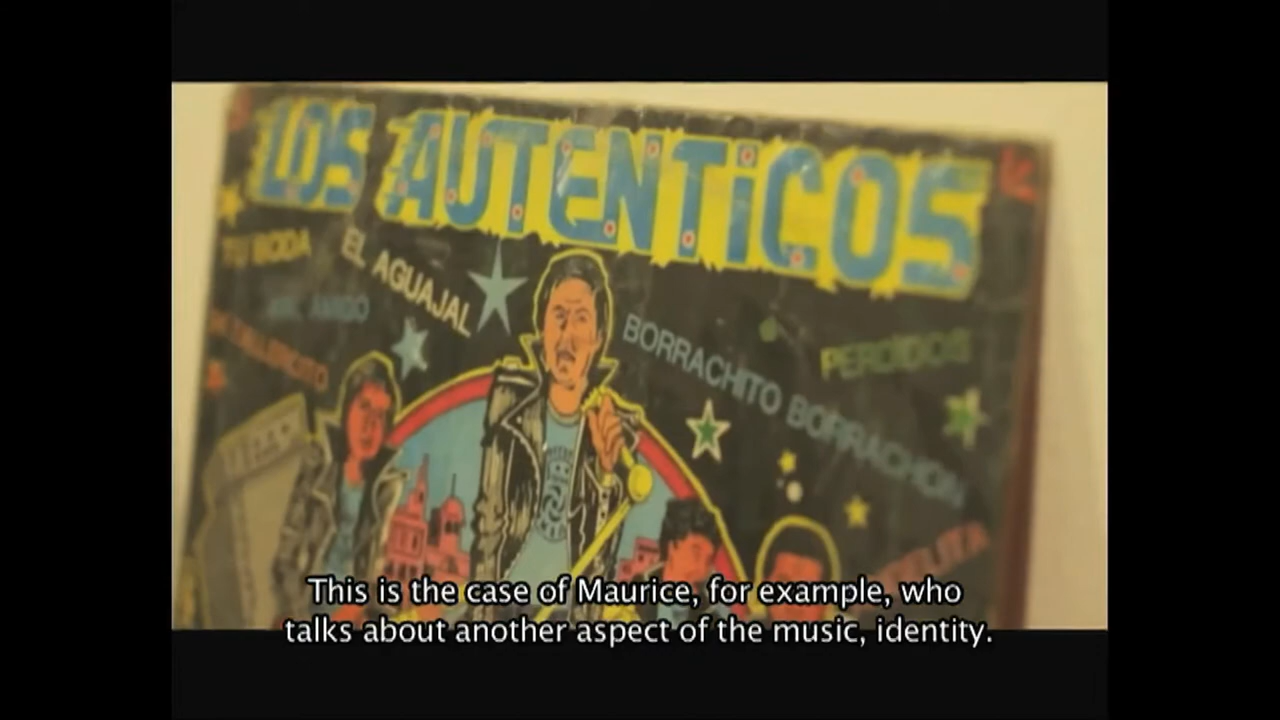 LOS AUTENTICOS
TU BODA
EL AGUAJAL
BORRACHITO BORRACHON
PERDIDOS
This is the case of Maurice, for example, who
talks about another aspect of the music, identity.